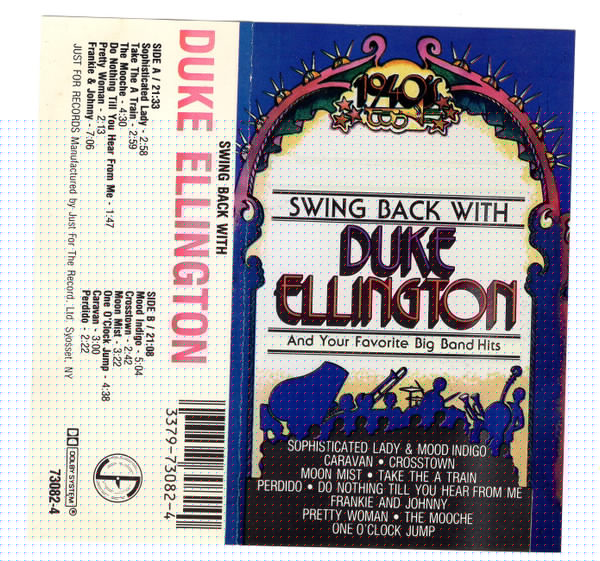 1940's
SWING BACK WITH
DUKE
ELLINGTON
And Your Favorite Big Band Hits
SOPHISTICATED LADY & MOOD INDIGO
CARAVAN • CROSSTOWN
MOON MIST • TAKE THE A TRAIN
PERDIDO • DO NOTHING TILL YOU HEAR FROM ME
FRANKIE AND JOHNNY
PRETTY WOMAN • THE MOOCHE
ONE O'CLOCK JUMP
SWING BACK WITH
DUKE ELLINGTON
3379-73082-4
SIDE A / 21:33
Sophisticated Lady - 2:58
Take The A Train - 2:59
The Mooche - 4:30
Do Nothing Till You Hear From Me - 1:47
Pretty Woman - 2:13
Frankie & Johnny - 7:06
SIDE B / 21:08
Mood Indigo - 5:04
Crosstown - 2:42
Moon Mist - 3:22
One O'Clock Jump - 4:38
Caravan - 3:00
Perdido - 2:22
JUST FOR RECORDS Manufactured by Just For The Record, Ltd. Syosset, NY
DOLBY SYSTEM®
73082-4